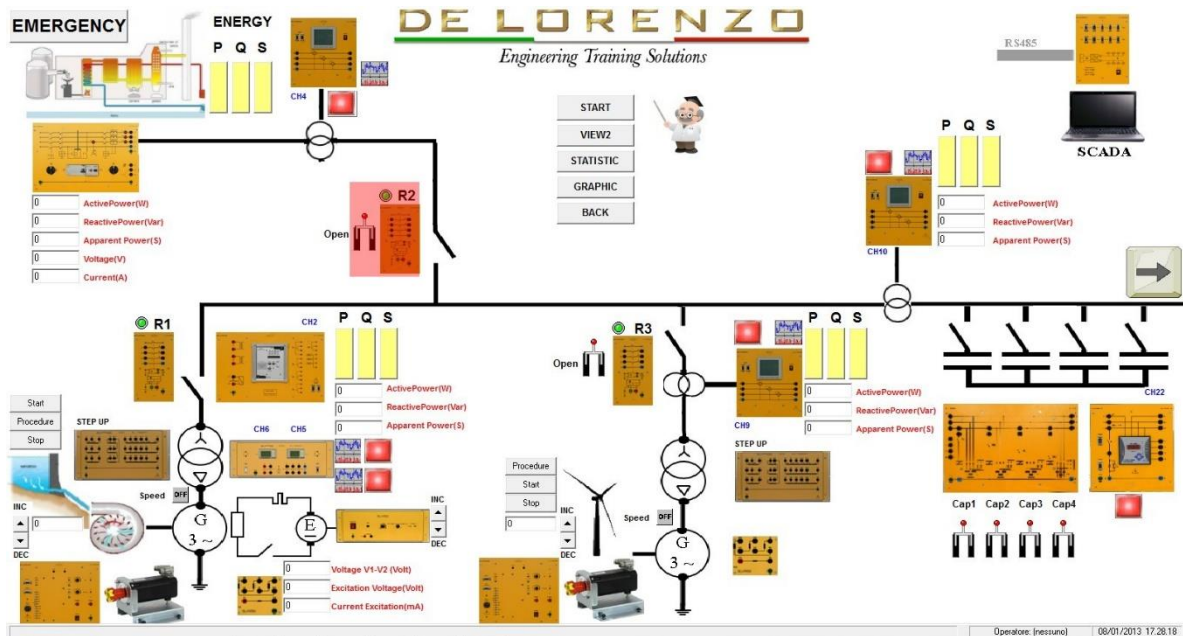 EMERGENCY
ENERGY
P Q S
CH4
DE LORENZO
Engineering Training Solutions
START
VIEW2
STATISTIC
GRAPHIC
BACK
RS485
SCADA
P Q S
CH10
0 ActivePower(W)
0 ReactivePower(Var)
0 Apparent Power(S)
0 ActivePower(W)
0 ReactivePower(Var)
0 Apparent Power(S)
0 Voltage(V)
0 Current(A)
R2
Open
R1
CH2
P Q S
0 ActivePower(W)
0 ReactivePower(Var)
0 Apparent Power(S)
Start
Procedure
Stop
STEP UP
CH6 CH5
Speed OFF
INC
0
DEC
G
3 ~
E
INC
DEC
0 Voltage V1-V2 (Volt)
0 Excitation Voltage(Volt)
0 Current Excitation(mA)
R3
Open
P Q S
CH9
0 ActivePower(W)
0 ReactivePower(Var)
0 Apparent Power(S)
STEP UP
Procedure
Start
Stop
0
INC
DEC
Speed OFF
G
3 ~
CH22
Cap1 Cap2 Cap3 Cap4
Operatore: (nessuno) 08/01/2013 17.28.18